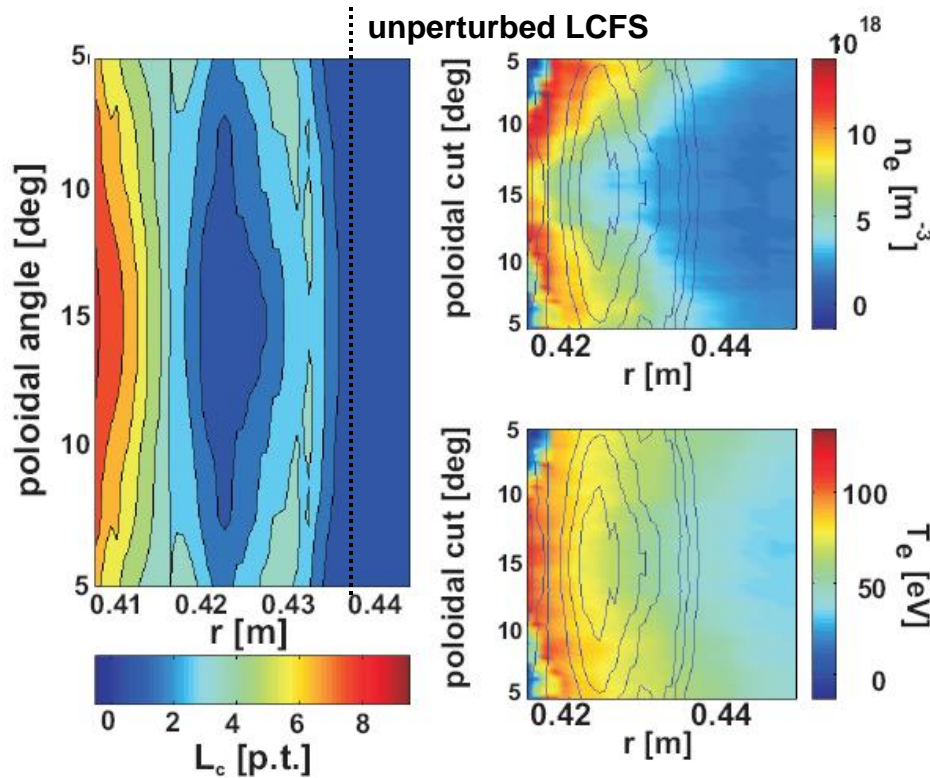 unperturbed LCFS
5
10
15
10
5
poloidal angle [deg]
0.41 0.42 0.43 0.44
r [m]
0 2 4 6 8
L_c [p.t.]
5
10
15
10
5
poloidal cut [deg]
0.42 0.44
r [m]
10^18
10
5
0
n_e [m^-3]
5
10
15
10
5
poloidal cut [deg]
0.42 0.44
r [m]
100
50
0
T_e [eV]